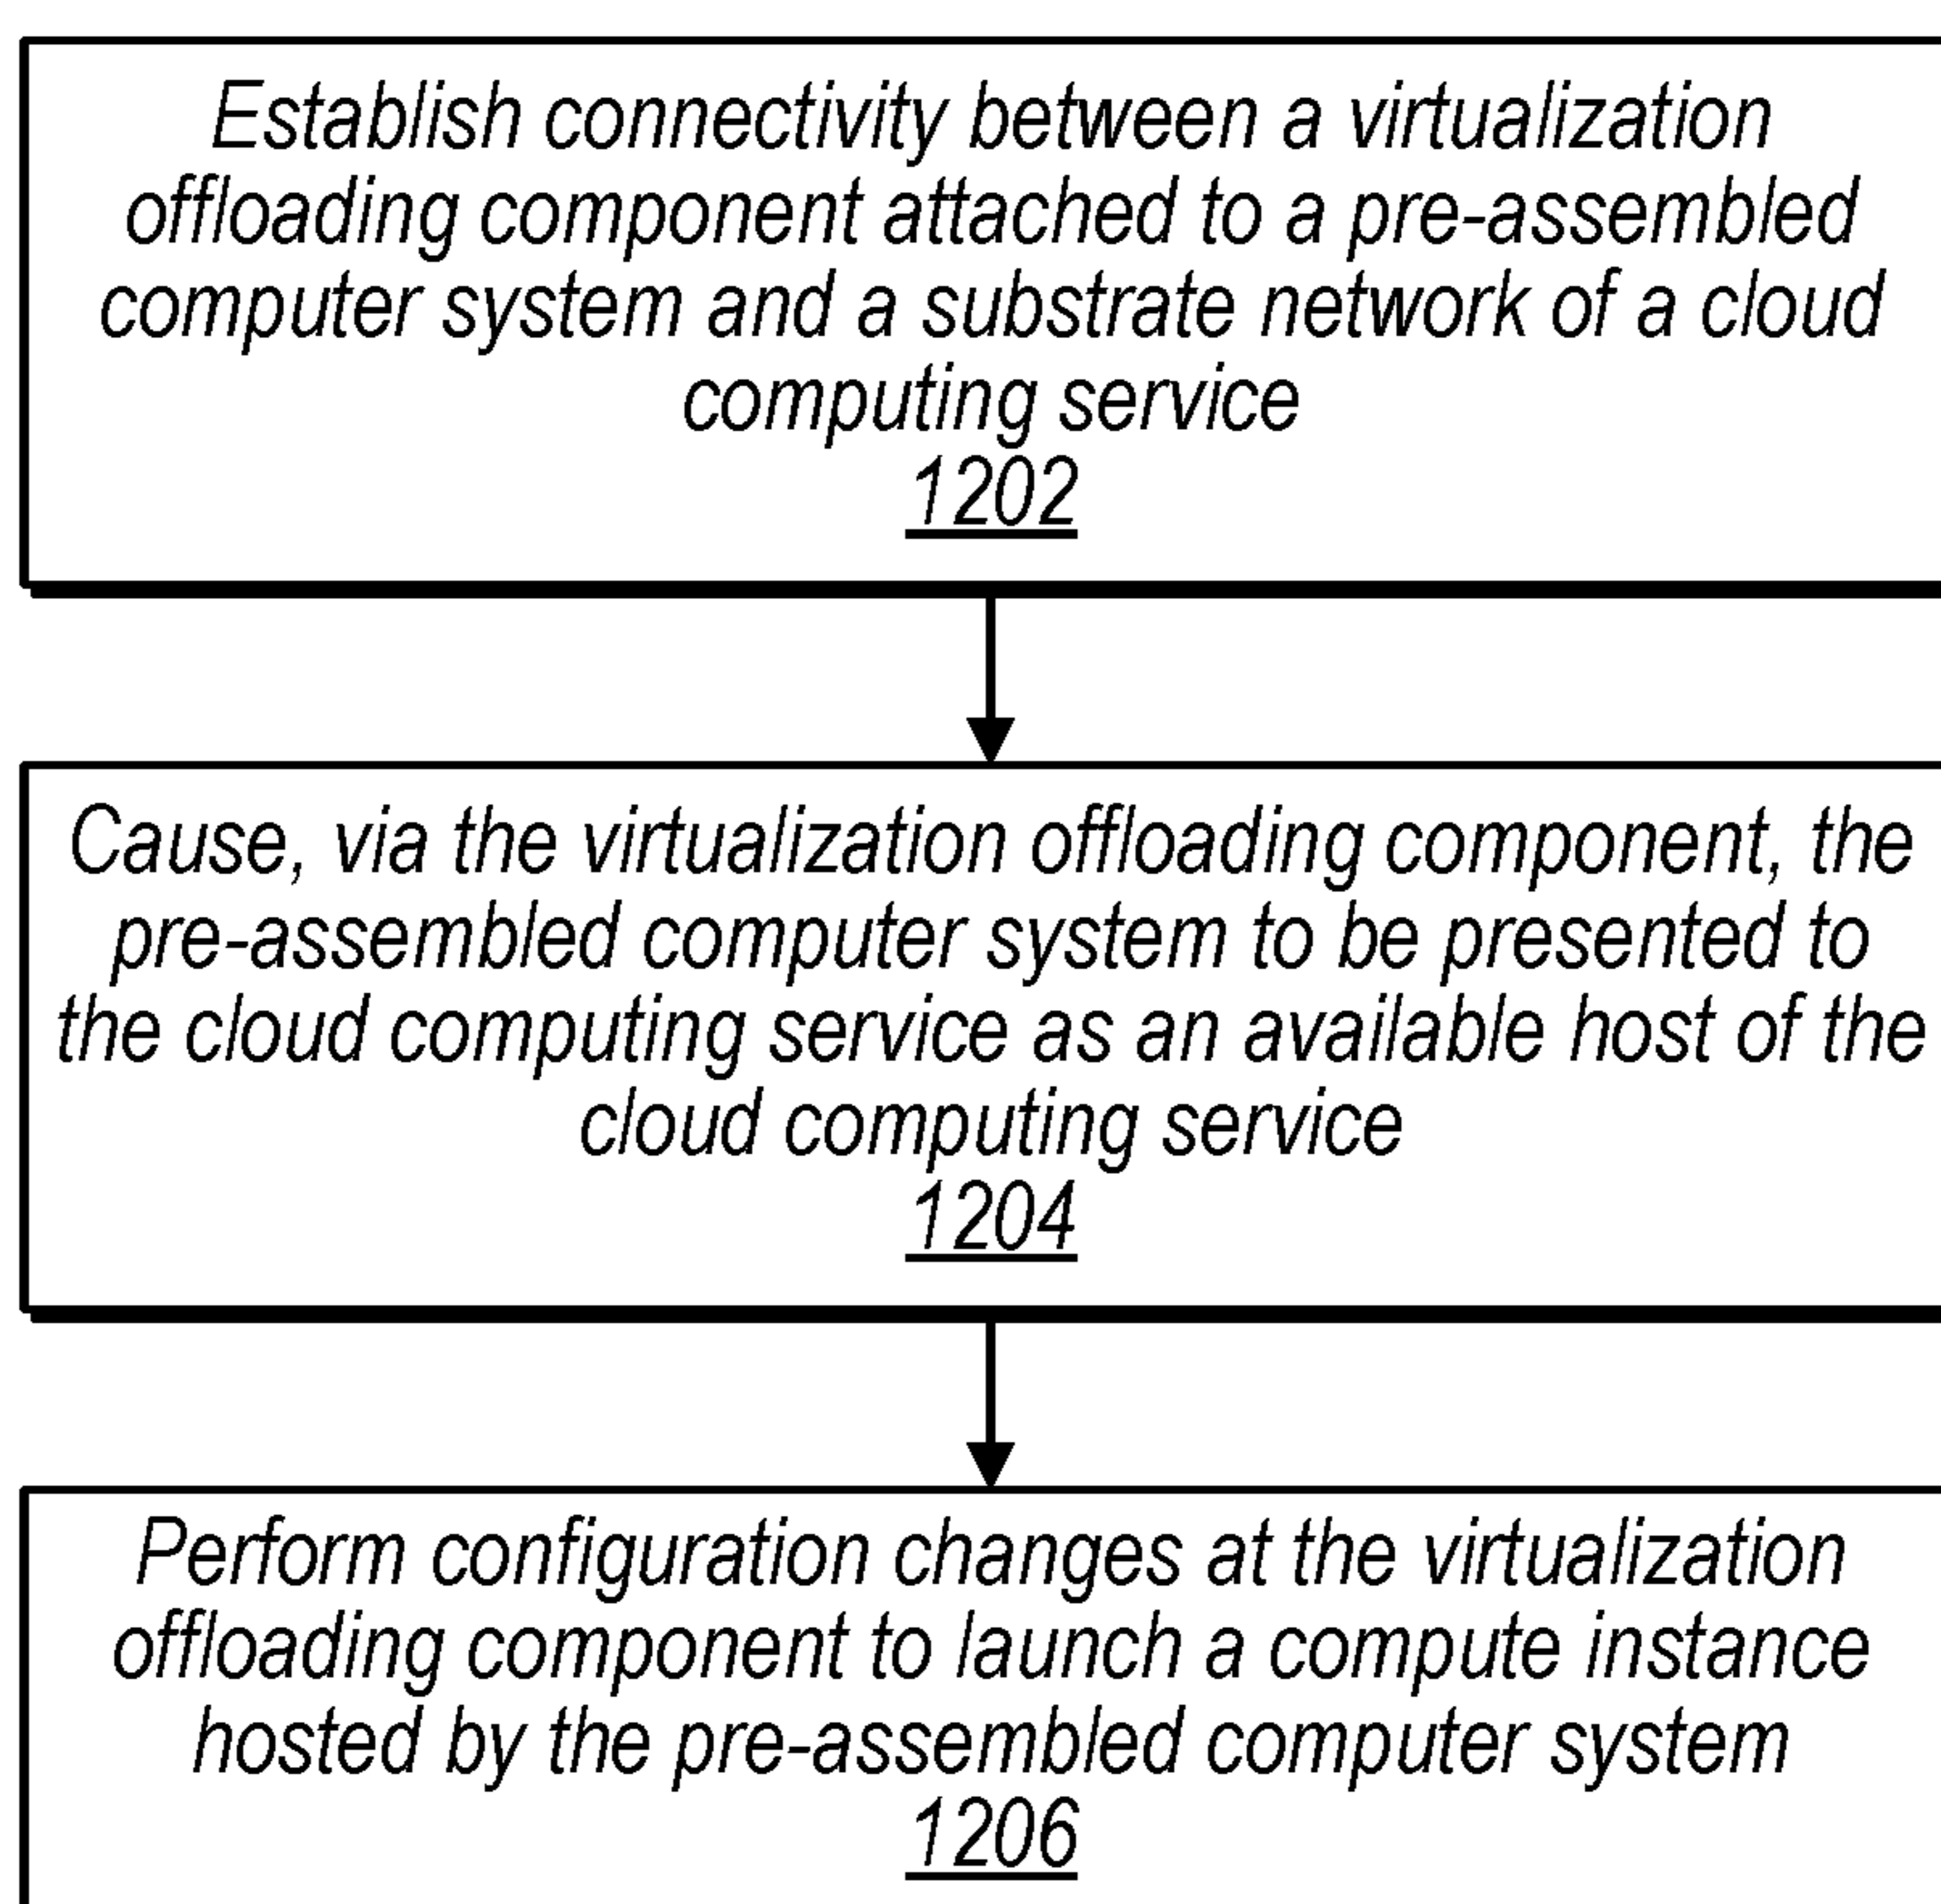 Establish connectivity between a virtualization
offloading component attached to a pre-assembled
computer system and a substrate network of a cloud
computing service
1202
Cause, via the virtualization offloading component, the
pre-assembled computer system to be presented to
the cloud computing service as an available host of the
cloud computing service
1204
Perform configuration changes at the virtualization
offloading component to launch a compute instance
hosted by the pre-assembled computer system
1206